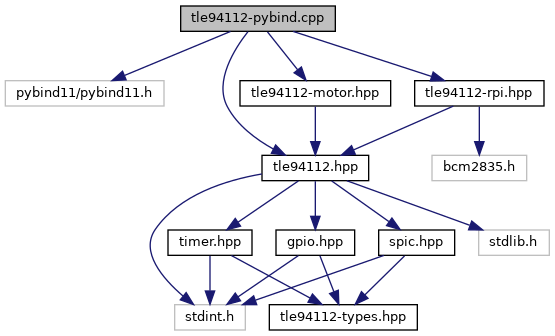 tle94112-pybind.cpp
pybind11/pybind11.h
tle94112-motor.hpp
tle94112-rpi.hpp
tle94112.hpp
bcm2835.h
timer.hpp
gpio.hpp
spic.hpp
stdlib.h
stdint.h
tle94112-types.hpp